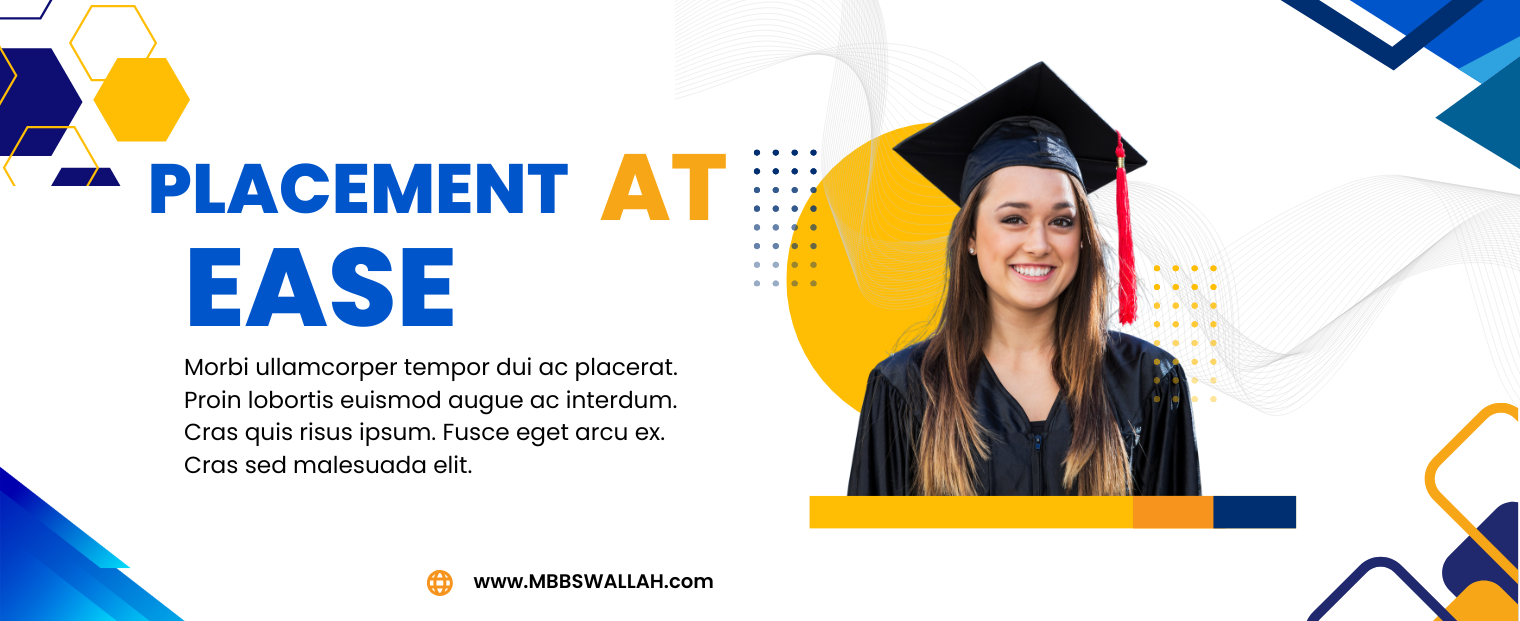 PLACEMENT AT
EASE
Morbi ullamcorper tempor dui ac placerat.
Proin lobortis euismod augue ac interdum.
Cras quis risus ipsum. Fusce eget arcu ex.
Cras sed malesuada elit.
www.MBBSWALLAH.com